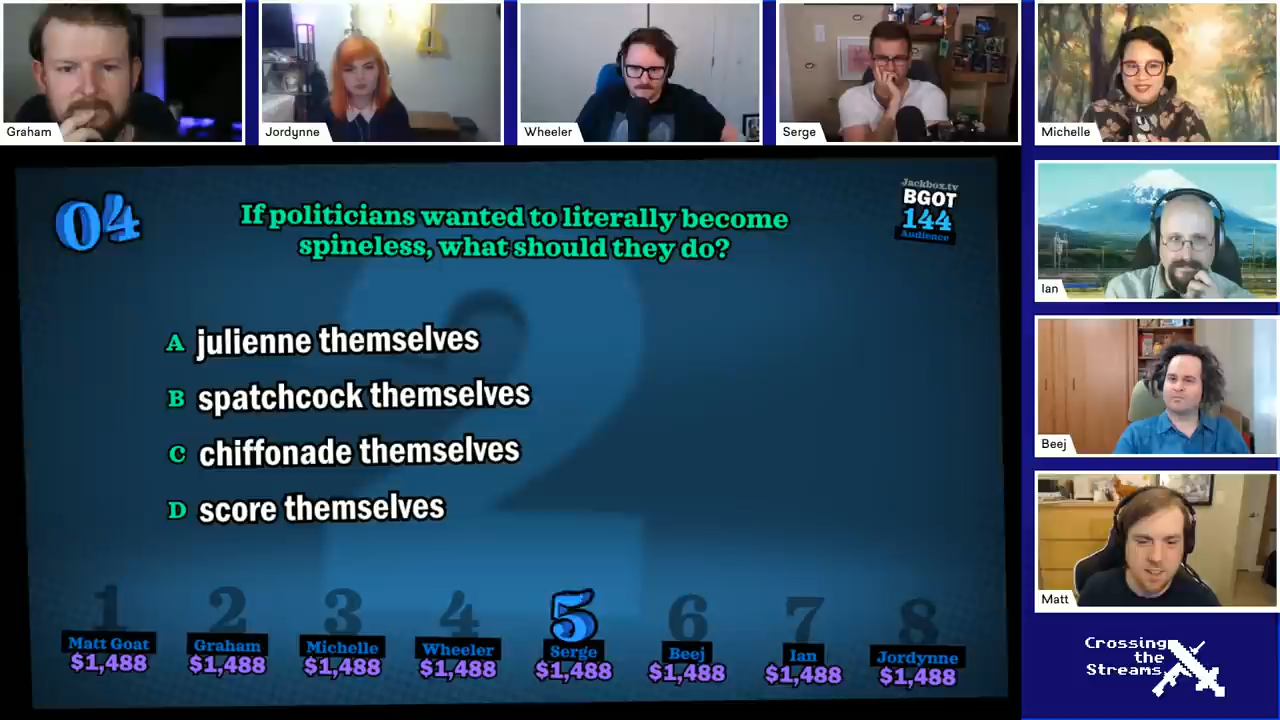 Graham
Jordynne
Wheeler
Serge
Michelle
04
If politicians wanted to literally become
spineless, what should they do?
Jackbox.tv
BGOT
144
Audience
A julienne themselves
B spatchcock themselves
C chiffonade themselves
D score themselves
2
1 2 3 4 5 6 7 8
Matt Goat Graham Michelle Wheeler Serge Beej Ian Jordynne
$1,488 $1,488 $1,488 $1,488 $1,488 $1,488 $1,488 $1,488
Ian
Beej
Matt
Crossing
the
Streams